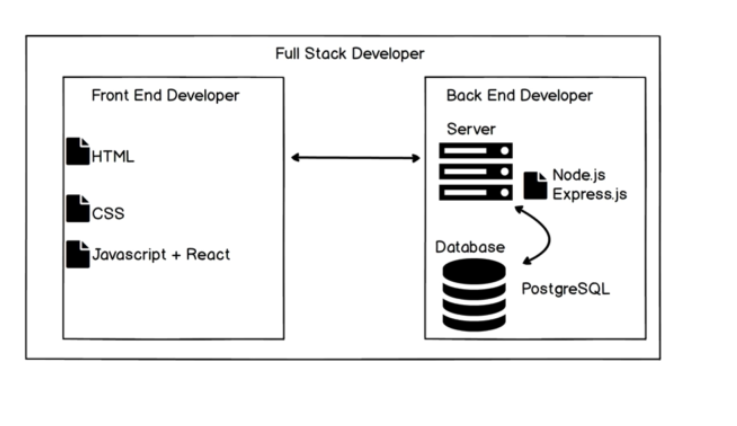 Full Stack Developer
Front End Developer
HTML
CSS
Javascript + React
Back End Developer
Server
Node.js
Express.js
Database
PostgreSQL